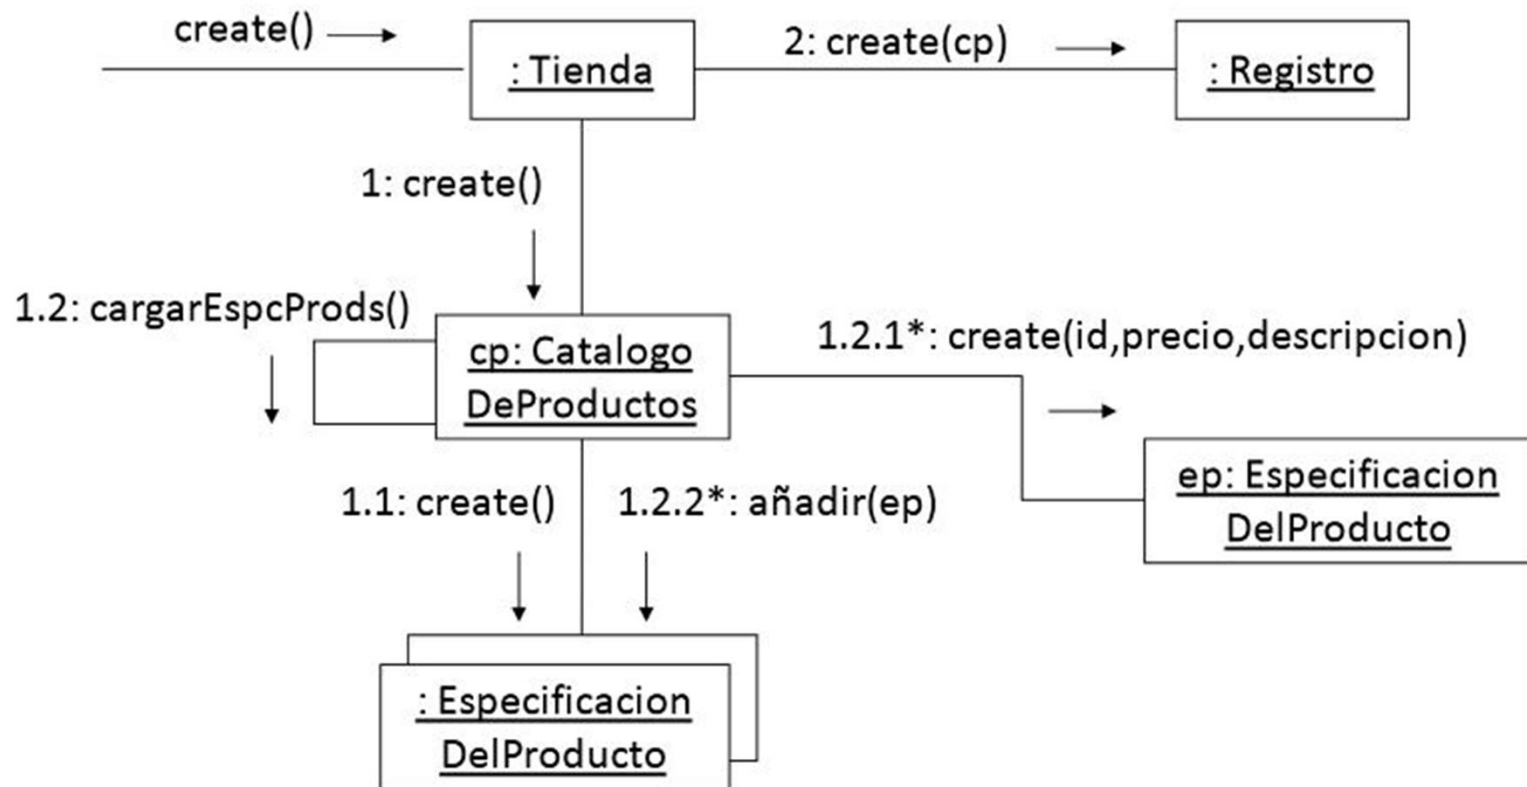 create()
: Tienda
2: create(cp)
: Registro
1: create()
1.2: cargarEspcProds()
cp: Catalogo
DeProductos
1.2.1*: create(id,precio,descripcion)
ep: Especificacion
DelProducto
1.1: create()
1.2.2*: añadir(ep)
: Especificacion
DelProducto